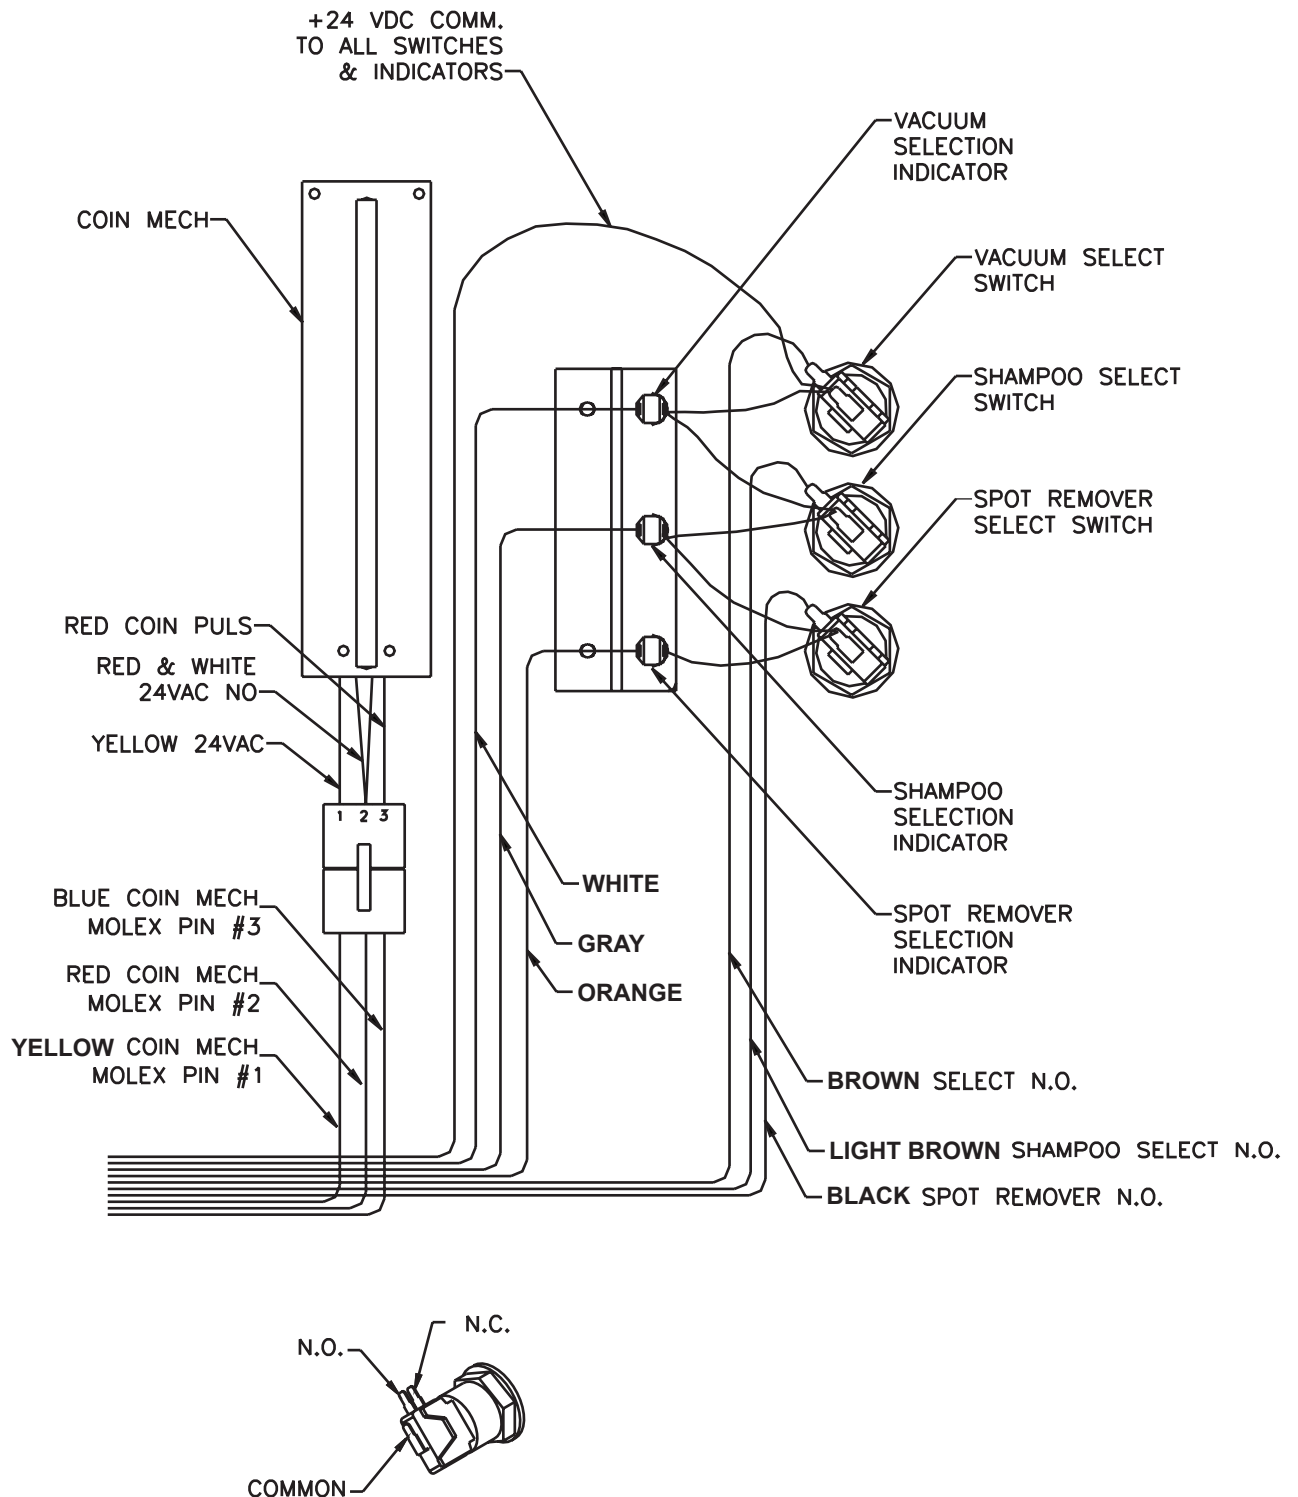 +24 VDC COMM.
TO ALL SWITCHES
& INDICATORS
VACUUM
SELECTION
INDICATOR
COIN MECH
VACUUM SELECT
SWITCH
SHAMPOO SELECT
SWITCH
SPOT REMOVER
SELECT SWITCH
RED COIN PULS
RED & WHITE
24VAC NO
YELLOW 24VAC
1 2 3
SHAMPOO
SELECTION
INDICATOR
WHITE
BLUE COIN MECH
MOLEX PIN #3
SPOT REMOVER
SELECTION
INDICATOR
GRAY
RED COIN MECH
MOLEX PIN #2
ORANGE
YELLOW COIN MECH
MOLEX PIN #1
BROWN SELECT N.O.
LIGHT BROWN SHAMPOO SELECT N.O.
BLACK SPOT REMOVER N.O.
N.C.
N.O.
COMMON